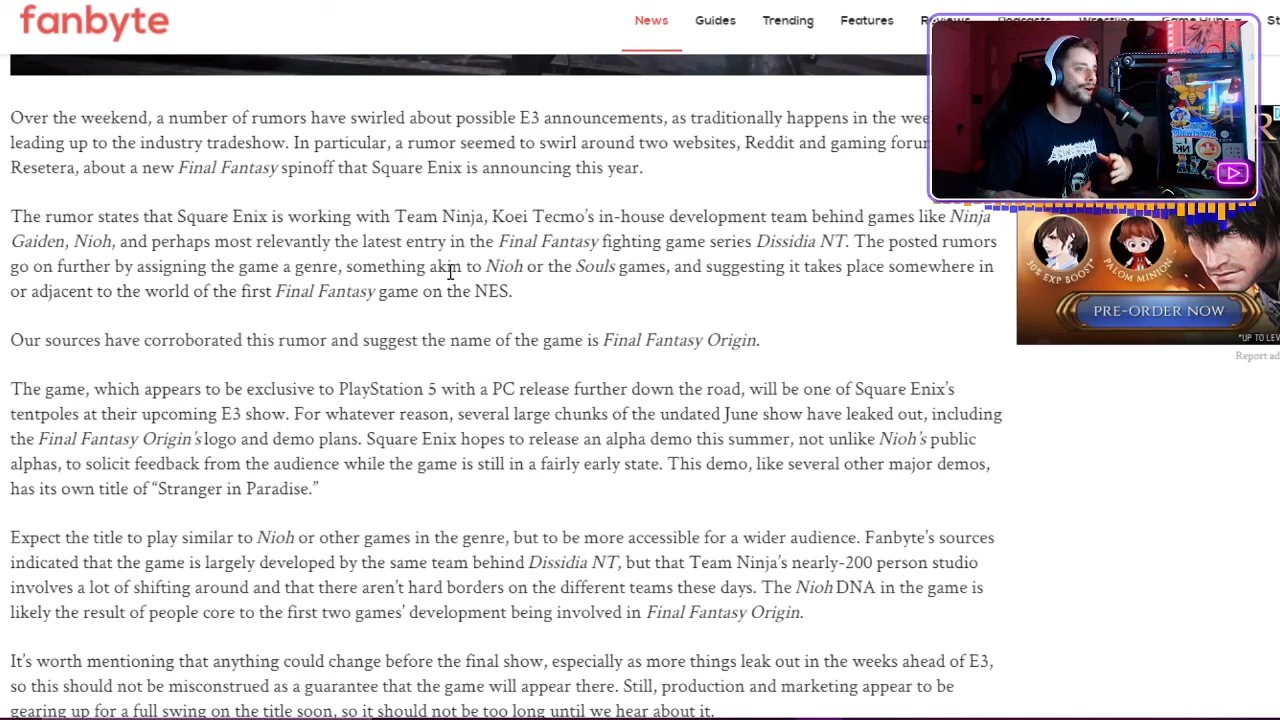 fanbyte
News Guides Trending Features Reviews Podcasts Wrestling Game Hubs St
Over the weekend, a number of rumors have swirled about possible E3 announcements, as traditionally happens in the
leading up to the industry tradeshow. In particular, a rumor seemed to swirl around two websites, Reddit and gaming
Resetera, about a new Final Fantasy spinoff that Square Enix is announcing this year.
The rumor states that Square Enix is working with Team Ninja, Koei Tecmo’s in-house development team behind games like Ninja
Gaiden, Nioh, and perhaps most relevantly the latest entry in the Final Fantasy fighting game series Dissidia NT. The posted rumors
go on further by assigning the game a genre, something akin to Nioh or the Souls games, and suggesting it takes place somewhere in
or adjacent to the world of the first Final Fantasy game on the NES.
Our sources have corroborated this rumor and suggest the name of the game is Final Fantasy Origin.
The game, which appears to be exclusive to PlayStation 5 with a PC release further down the road, will be one of Square Enix’s
tentpoles at their upcoming E3 show. For whatever reason, several large chunks of the undated June show have leaked out, including
the Final Fantasy Origin’s logo and demo plans. Square Enix hopes to release an alpha demo this summer, not unlike Nioh’s public
alphas, to solicit feedback from the audience while the game is still in a fairly early state. This demo, like several other major demos,
has its own title of “Stranger in Paradise.”
Expect the title to play similar to Nioh or other games in the genre, but to be more accessible for a wider audience. Fanbyte’s sources
indicated that the game is largely developed by the same team behind Dissidia NT, but that Team Ninja’s nearly-200 person studio
involves a lot of shifting around and that there aren’t hard borders on the different teams these days. The Nioh DNA in the game is
likely the result of people core to the first two games’ development being involved in Final Fantasy Origin.
It’s worth mentioning that anything could change before the final show, especially as more things leak out in the weeks ahead of E3,
so this should not be misconstrued as a guarantee that the game will appear there. Still, production and marketing appear to be
gearing up for a full swing on the title soon, so it should not be too long until we hear about it.
30% EXP BOOST*
PALOM MINION
PRE-ORDER NOW
*UP TO LEV
Report ad